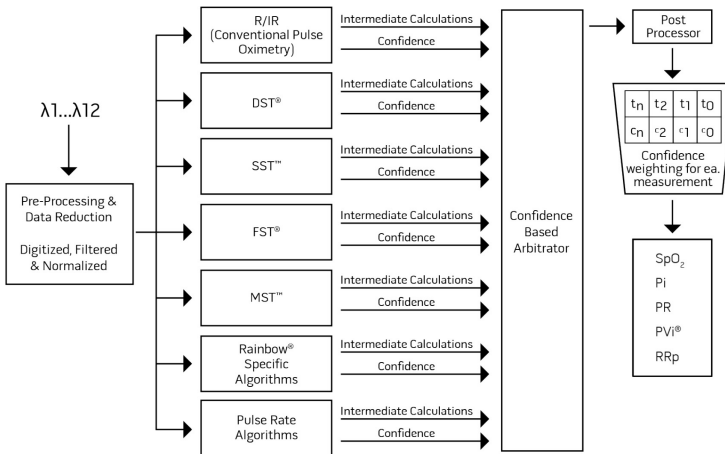 λ1...λ12
Pre-Processing &
Data Reduction
Digitized, Filtered
& Normalized
R/IR
(Conventional Pulse
Oximetry)
Intermediate Calculations
Confidence
DST®
Intermediate Calculations
Confidence
SST™
Intermediate Calculations
Confidence
FST®
Intermediate Calculations
Confidence
MST™
Intermediate Calculations
Confidence
Rainbow®
Specific
Algorithms
Intermediate Calculations
Confidence
Pulse Rate
Algorithms
Intermediate Calculations
Confidence
Confidence
Based
Arbitrator
Post
Processor
tn t2 t1 t0
cn c2 c1 c0
Confidence
weighting for ea.
measurement
SpO₂
Pi
PR
PVi®
RRp